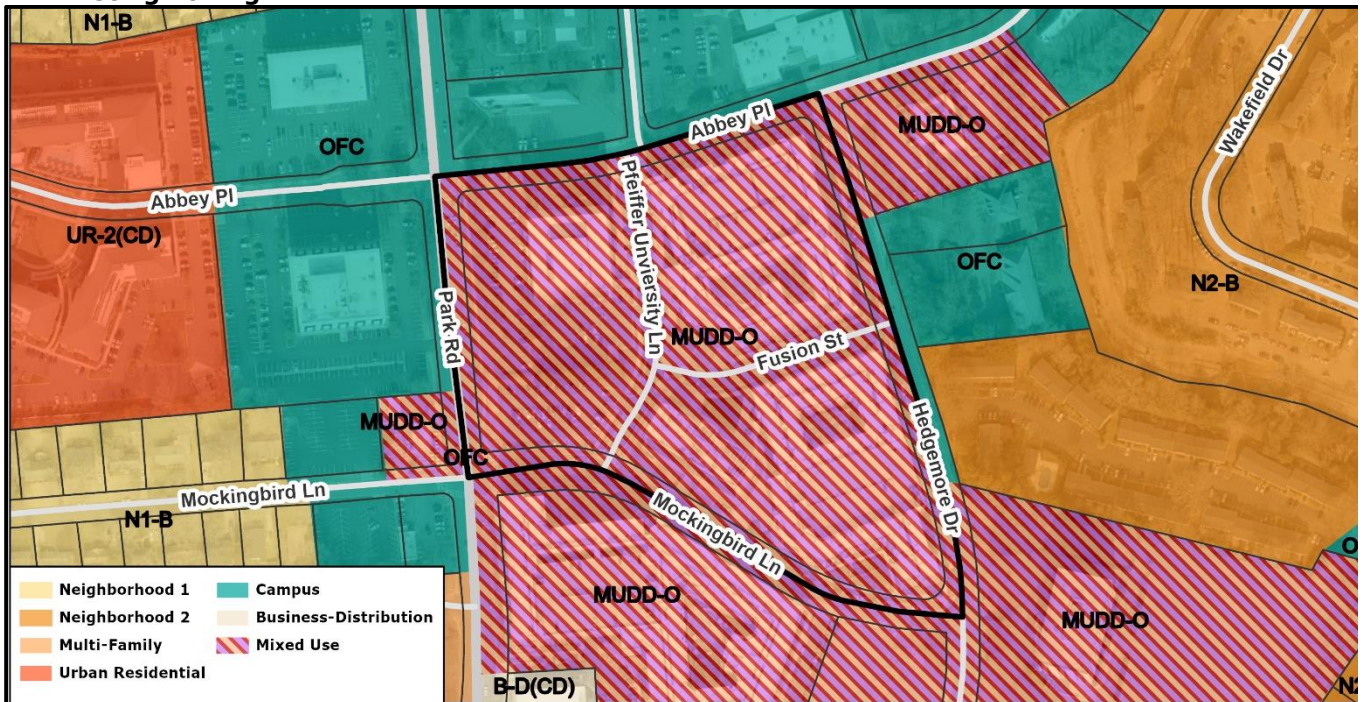 N1-B
OFC
Abbey Pl
MUDD-O
Wakefield Dr
Abbey Pl
UR-2(CD)
Pfeiffer Unviersity Ln
OFC
N2-B
Park Rd
MUDD-O
Fusion St
MUDD-O
OFC
Hedgemore Dr
Mockingbird Ln
N1-B
Mockingbird Ln
MUDD-O
MUDD-O
B-D(CD)
Neighborhood 1
Neighborhood 2
Multi-Family
Urban Residential
Campus
Business-Distribution
Mixed Use